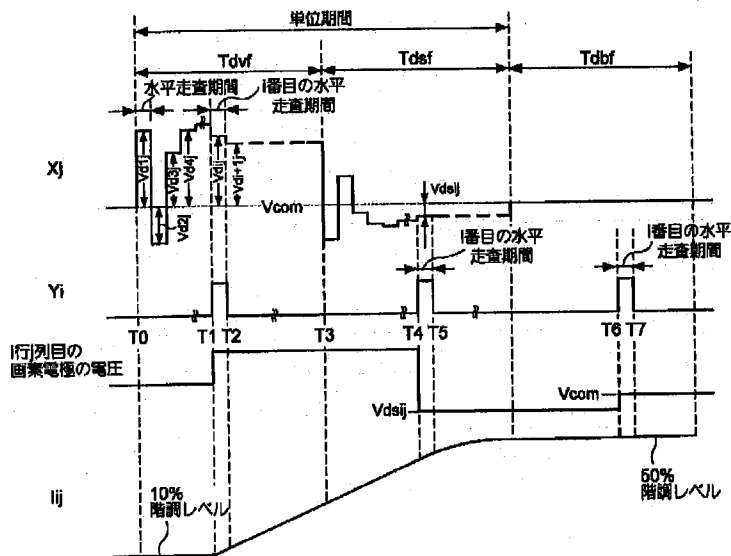 単位期間
Tdvf
Tdsf
Tdbf
水平走査期間
i番目の水平
走査期間
Xj
Vd1j
Vd2j
Vd3j
Vd4j
Vdij
Vdi+1j
Vcom
Vdsij
i番目の水平
走査期間
i番目の水平
走査期間
Yi
T0
T1
T2
T3
T4
T5
T6
T7
i行j列目の
画素電極の電圧
Vdsij
Vcom
Iij
10%
階調レベル
50%
階調レベル